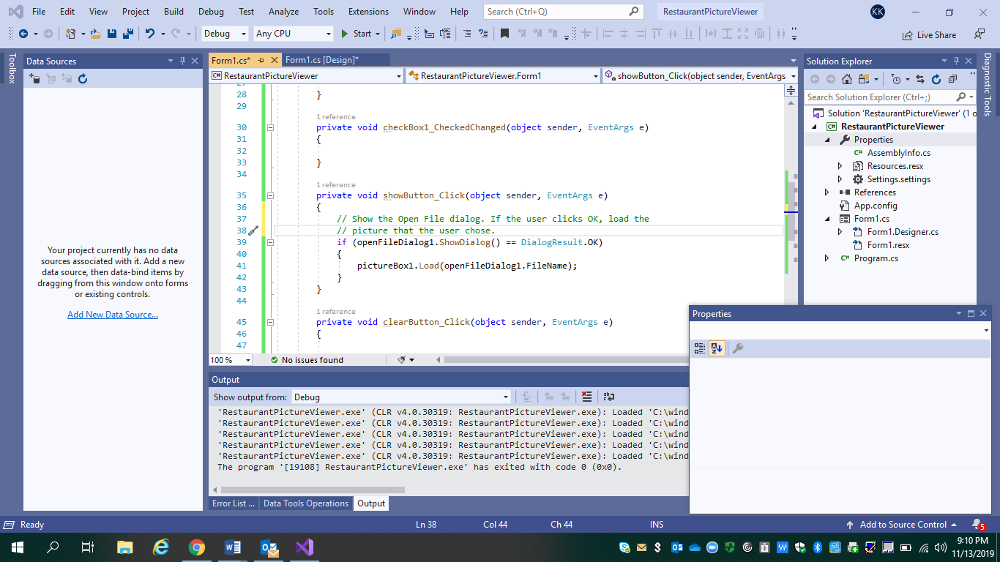 File Edit View Project Build Debug Test Analyze Tools Extensions Window Help Search (Ctrl+Q) RestaurantPictureViewer KK
Debug Any CPU Start Live Share
Toolbox
Data Sources
Your project currently has no data
sources associated with it. Add a new
data source, then data-bind items by
dragging from this window onto forms
or existing controls.
Add New Data Source...
Form1.cs* Form1.cs [Design]*
RestaurantPictureViewer RestaurantPictureViewer.Form1 showButton_Click(object sender, EventArgs
28 }
29
1 reference
30 private void checkBox1_CheckedChanged(object sender, EventArgs e)
31 {
32
33 }
34
1 reference
35 private void showButton_Click(object sender, EventArgs e)
36 {
37 // Show the Open File dialog. If the user clicks OK, load the
38 // picture that the user chose.
39 if (openFileDialog1.ShowDialog() == DialogResult.OK)
40 {
41 pictureBox1.Load(openFileDialog1.FileName);
42 }
43 }
44
1 reference
45 private void clearButton_Click(object sender, EventArgs e)
46 {
47
100 % No issues found
Output
Show output from: Debug
'RestaurantPictureViewer.exe' (CLR v4.0.30319: RestaurantPictureViewer.exe): Loaded 'C:\wind
'RestaurantPictureViewer.exe' (CLR v4.0.30319: RestaurantPictureViewer.exe): Loaded 'C:\wind
'RestaurantPictureViewer.exe' (CLR v4.0.30319: RestaurantPictureViewer.exe): Loaded 'C:\wind
'RestaurantPictureViewer.exe' (CLR v4.0.30319: RestaurantPictureViewer.exe): Loaded 'C:\wind
'RestaurantPictureViewer.exe' (CLR v4.0.30319: RestaurantPictureViewer.exe): Loaded 'C:\wind
The program '[19108] RestaurantPictureViewer.exe' has exited with code 0 (0x0).
Error List ... Data Tools Operations Output
Solution Explorer
Search Solution Explorer (Ctrl+;)
Solution 'RestaurantPictureViewer' (1 o
RestaurantPictureViewer
Properties
AssemblyInfo.cs
Resources.resx
Settings.settings
References
App.config
Form1.cs
Form1.Designer.cs
Form1.resx
Program.cs
Diagnostic Tools
Properties
Ready Ln 38 Col 44 Ch 44 INS Add to Source Control 5
9:10 PM
11/13/2019